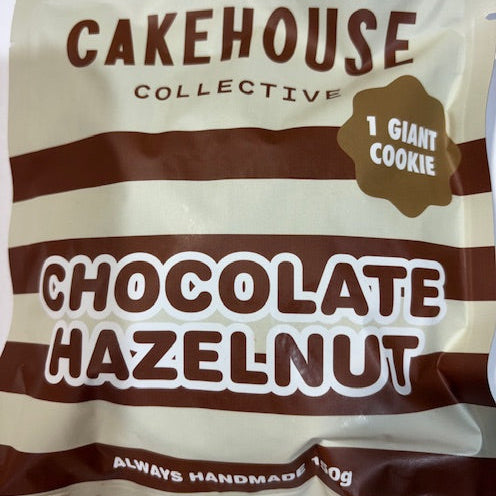 CAKEHOUSE
COLLECTIVE
1 GIANT
COOKIE
CHOCOLATE
HAZELNUT
ALWAYS HANDMADE